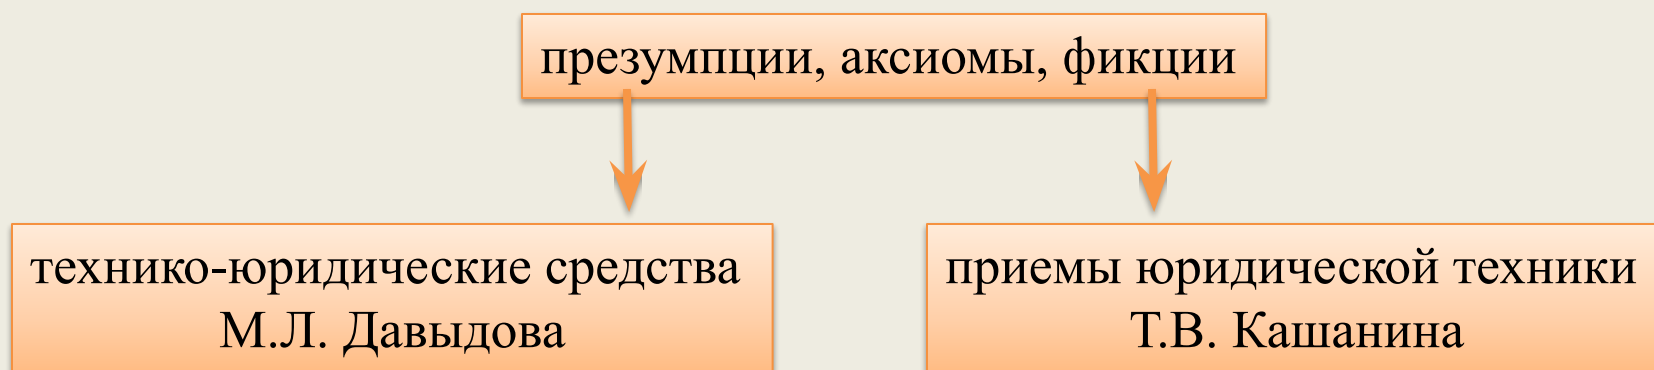 презумпции, аксиомы, фикции
технико-юридические средства
М.Л. Давыдова
приемы юридической техники
Т.В. Кашанина